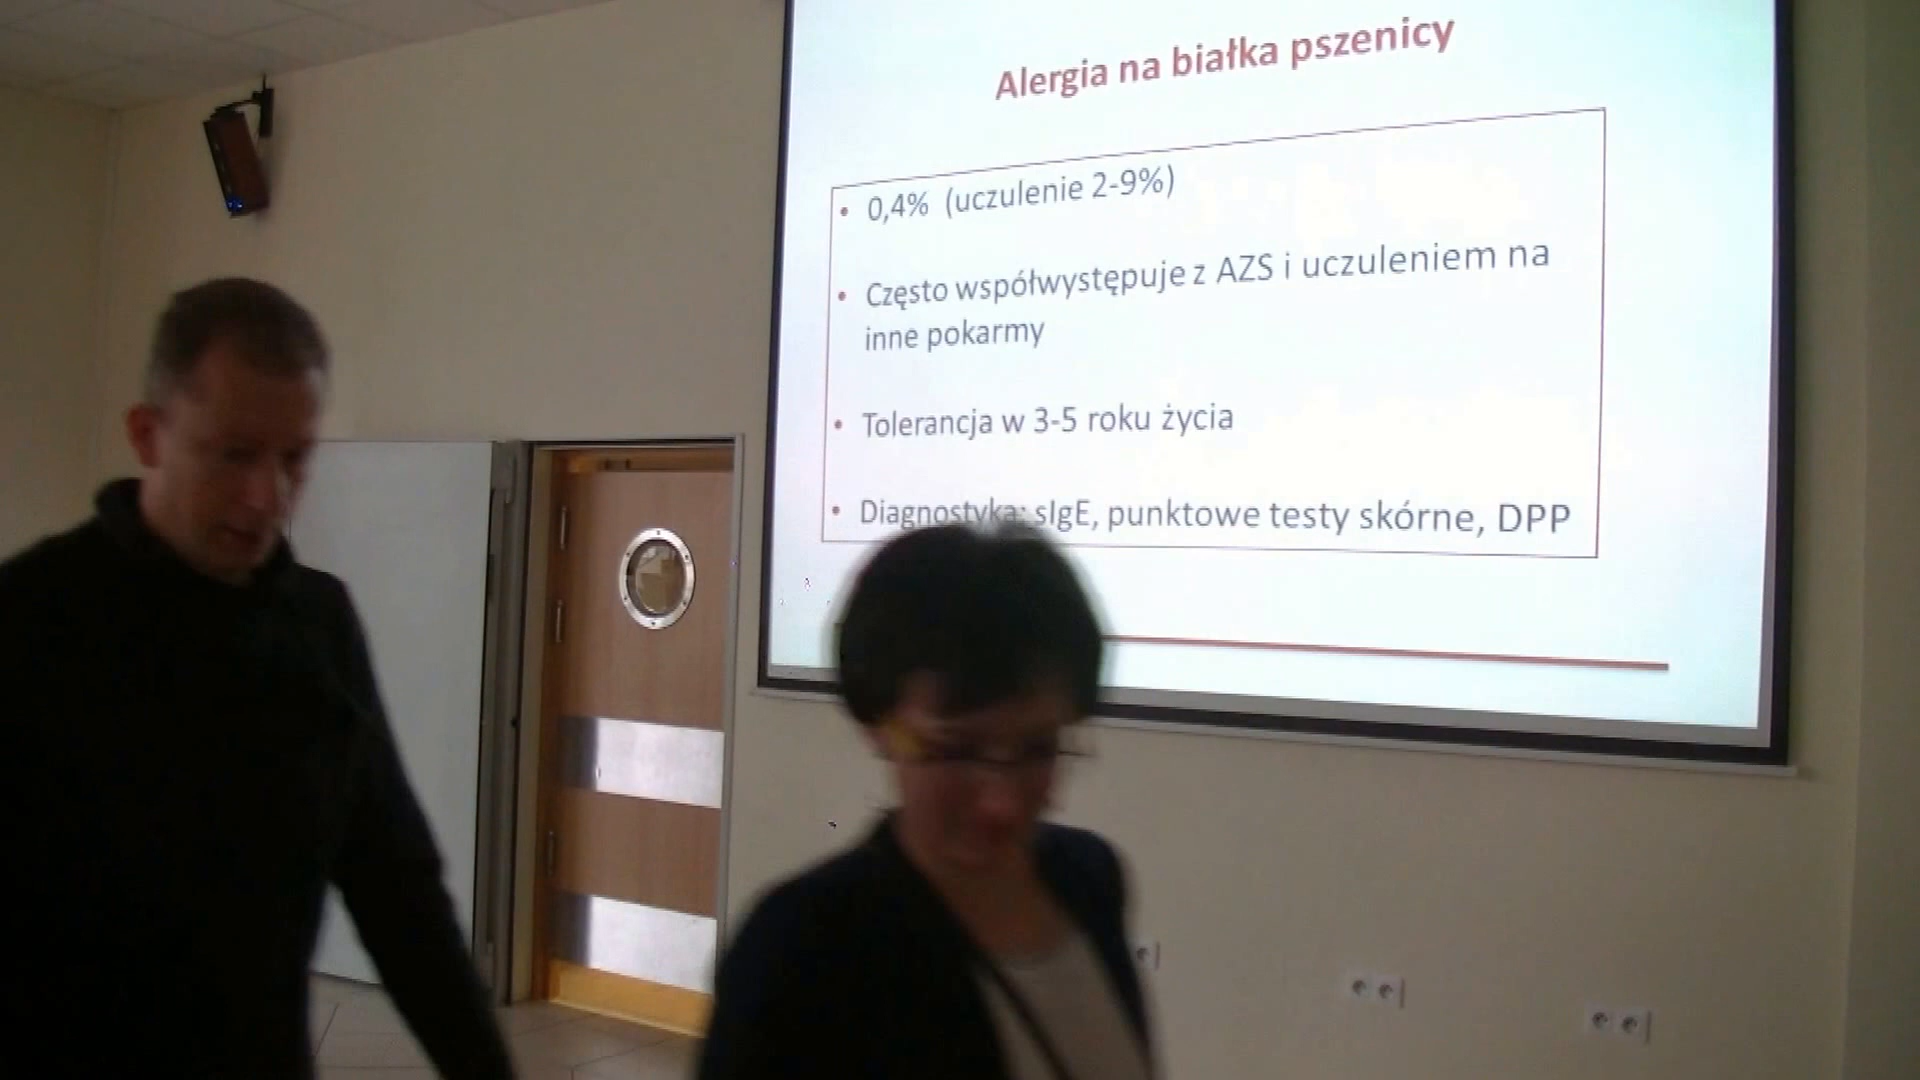 Alergia na białka pszenicy
• 0,4% (uczulenie 2-9%)
• Często współwystępuje z AZS i uczuleniem na
inne pokarmy
• Tolerancja w 3-5 roku życia
• Diagnostyka: sIgE, punktowe testy skórne, DPP